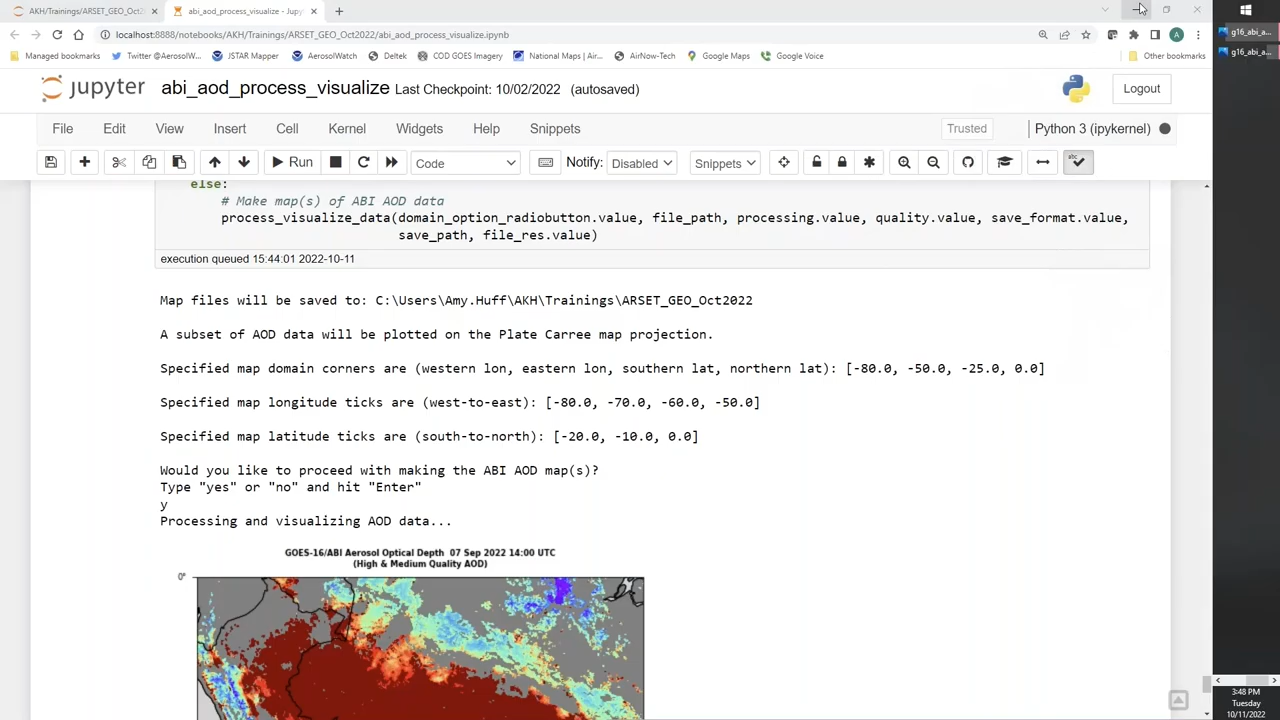 AKH/Trainings/ARSET_GEO_Oct2022/
abi_aod_process_visualize - Jupy
g16_abi_a...
g16_abi_a...
localhost:8888/notebooks/AKH/Trainings/ARSET_GEO_Oct2022/abi_aod_process_visualize.ipynb
Managed bookmarks
Twitter @AerosolW...
JSTAR Mapper
AerosolWatch
Deltek
COD GOES Imagery
National Maps | Air...
AirNow-Tech
Google Maps
Google Voice
Other bookmarks
jupyter
abi_aod_process_visualize Last Checkpoint: 10/02/2022 (autosaved)
Logout
File Edit View Insert Cell Kernel Widgets Help Snippets
Trusted
Python 3 (ipykernel)
Run
Code
Notify: Disabled
Snippets
abc
else:
# Make map(s) of ABI AOD data
process_visualize_data(domain_option_radiobutton.value, file_path, processing.value, quality.value, save_format.value,
save_path, file_res.value)
execution queued 15:44:01 2022-10-11
Map files will be saved to: C:\Users\Amy.Huff\AKH\Trainings\ARSET_GEO_Oct2022
A subset of AOD data will be plotted on the Plate Carree map projection.
Specified map domain corners are (western lon, eastern lon, southern lat, northern lat): [-80.0, -50.0, -25.0, 0.0]
Specified map longitude ticks are (west-to-east): [-80.0, -70.0, -60.0, -50.0]
Specified map latitude ticks are (south-to-north): [-20.0, -10.0, 0.0]
Would you like to proceed with making the ABI AOD map(s)?
Type "yes" or "no" and hit "Enter"
y
Processing and visualizing AOD data...
GOES-16/ABI Aerosol Optical Depth 07 Sep 2022 14:00 UTC
(High & Medium Quality AOD)
0°
3:48 PM
Tuesday
10/11/2022